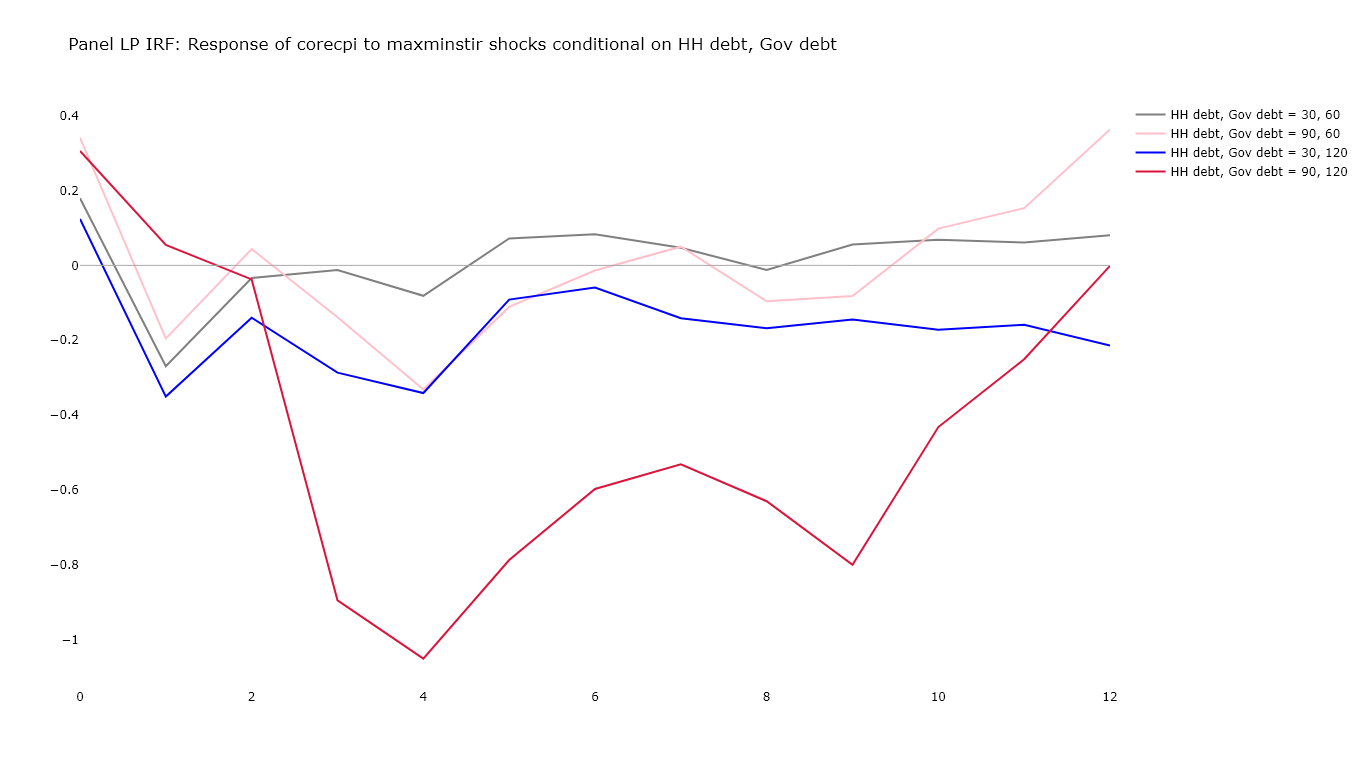 Panel LP IRF: Response of corecpi to maxminstir shocks conditional on HH debt, Gov debt
HH debt, Gov debt = 30, 60
HH debt, Gov debt = 90, 60
HH debt, Gov debt = 30, 120
HH debt, Gov debt = 90, 120
0.4
0.2
0
−0.2
−0.4
−0.6
−0.8
−1
0 2 4 6 8 10 12